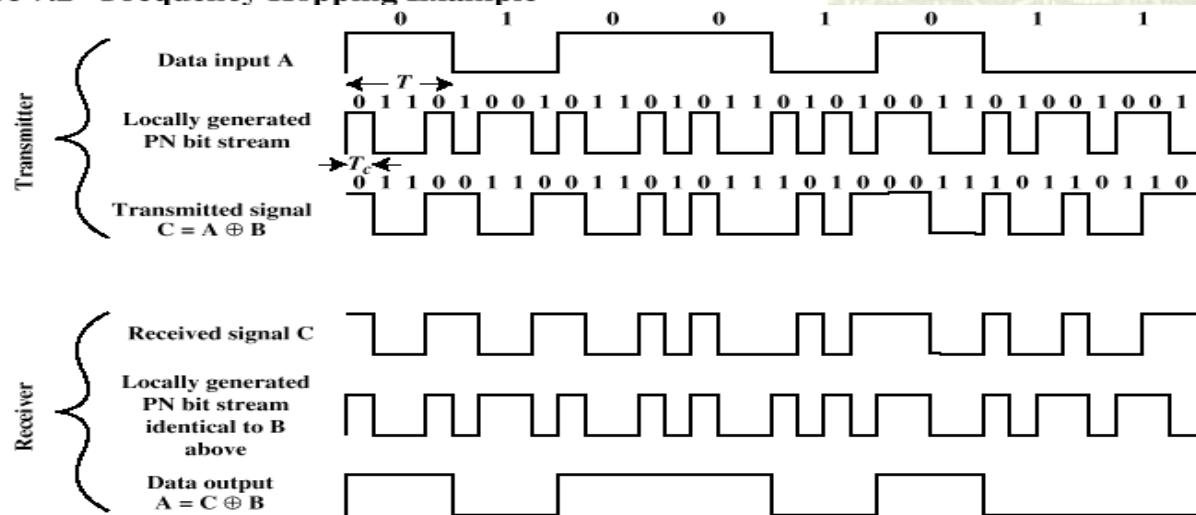 Frequency Hopping Example
0 1 0 0 1 0 1 1
Data input A
T
0 1 1 0 1 0 0 1 0 1 1 0 1 0 1 1 0 1 0 1 0 0 1 1 0 1 0 0 1 0 0 1
Locally generated
PN bit stream
Tc
0 1 1 0 0 1 1 0 0 1 1 0 1 0 1 1 1 0 1 0 0 0 1 1 1 0 1 1 0 1 1 0
Transmitted signal
C = A ⊕ B
Transmitter
Received signal C
Locally generated
PN bit stream
identical to B
above
Data output
A = C ⊕ B
Receiver